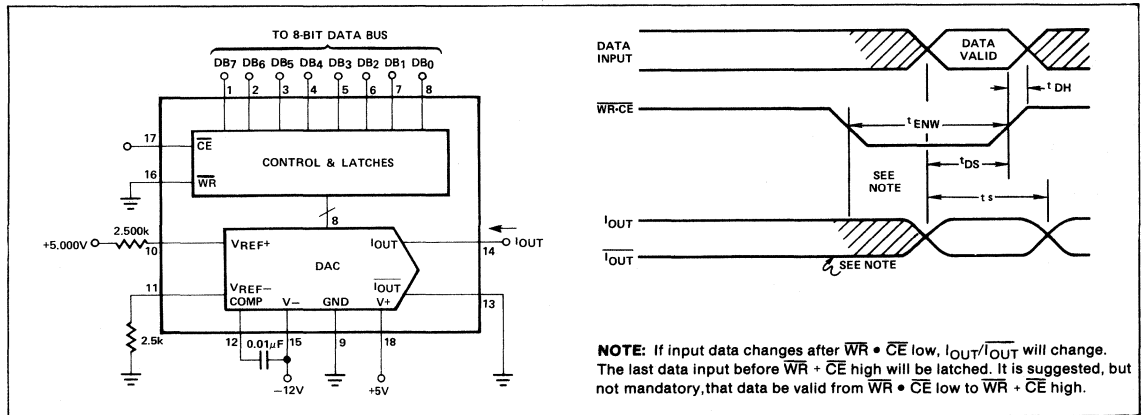 TO 8-BIT DATA BUS
DB7 DB6 DB5 DB4 DB3 DB2 DB1 DB0
1 2 3 4 5 6 7 8
17 CE
CONTROL & LATCHES
16 WR
8
+5.000V 2.500k 10 VREF+ IOUT 14 IOUT
DAC
11 VREF− IOUT 13
COMP V− GND V+
2.5k 12 0.01μF 15 9 18
−12V +5V
DATA INPUT
DATA VALID
t DH
WR•CE
t ENW
tDS
SEE NOTE
t s
IOUT
IOUT
SEE NOTE
NOTE: If input data changes after WR • CE low, IOUT/IOUT will change.
The last data input before WR + CE high will be latched. It is suggested, but
not mandatory, that data be valid from WR • CE low to WR + CE high.